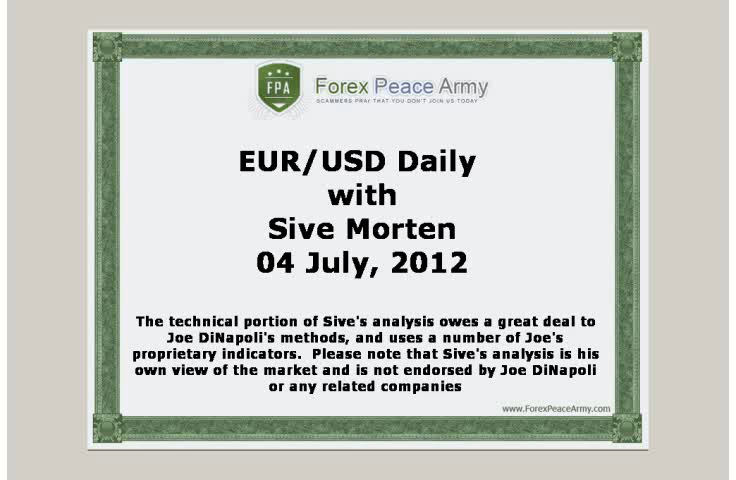 FPA
Forex Peace Army
SCAMMERS PRAY THAT YOU DON'T JOIN US TODAY
EUR/USD Daily
with
Sive Morten
04 July, 2012
The technical portion of Sive's analysis owes a great deal to
Joe DiNapoli's methods, and uses a number of Joe's
proprietary indicators. Please note that Sive's analysis is his
own view of the market and is not endorsed by Joe DiNapoli
or any related companies
www.ForexPeaceArmy.com